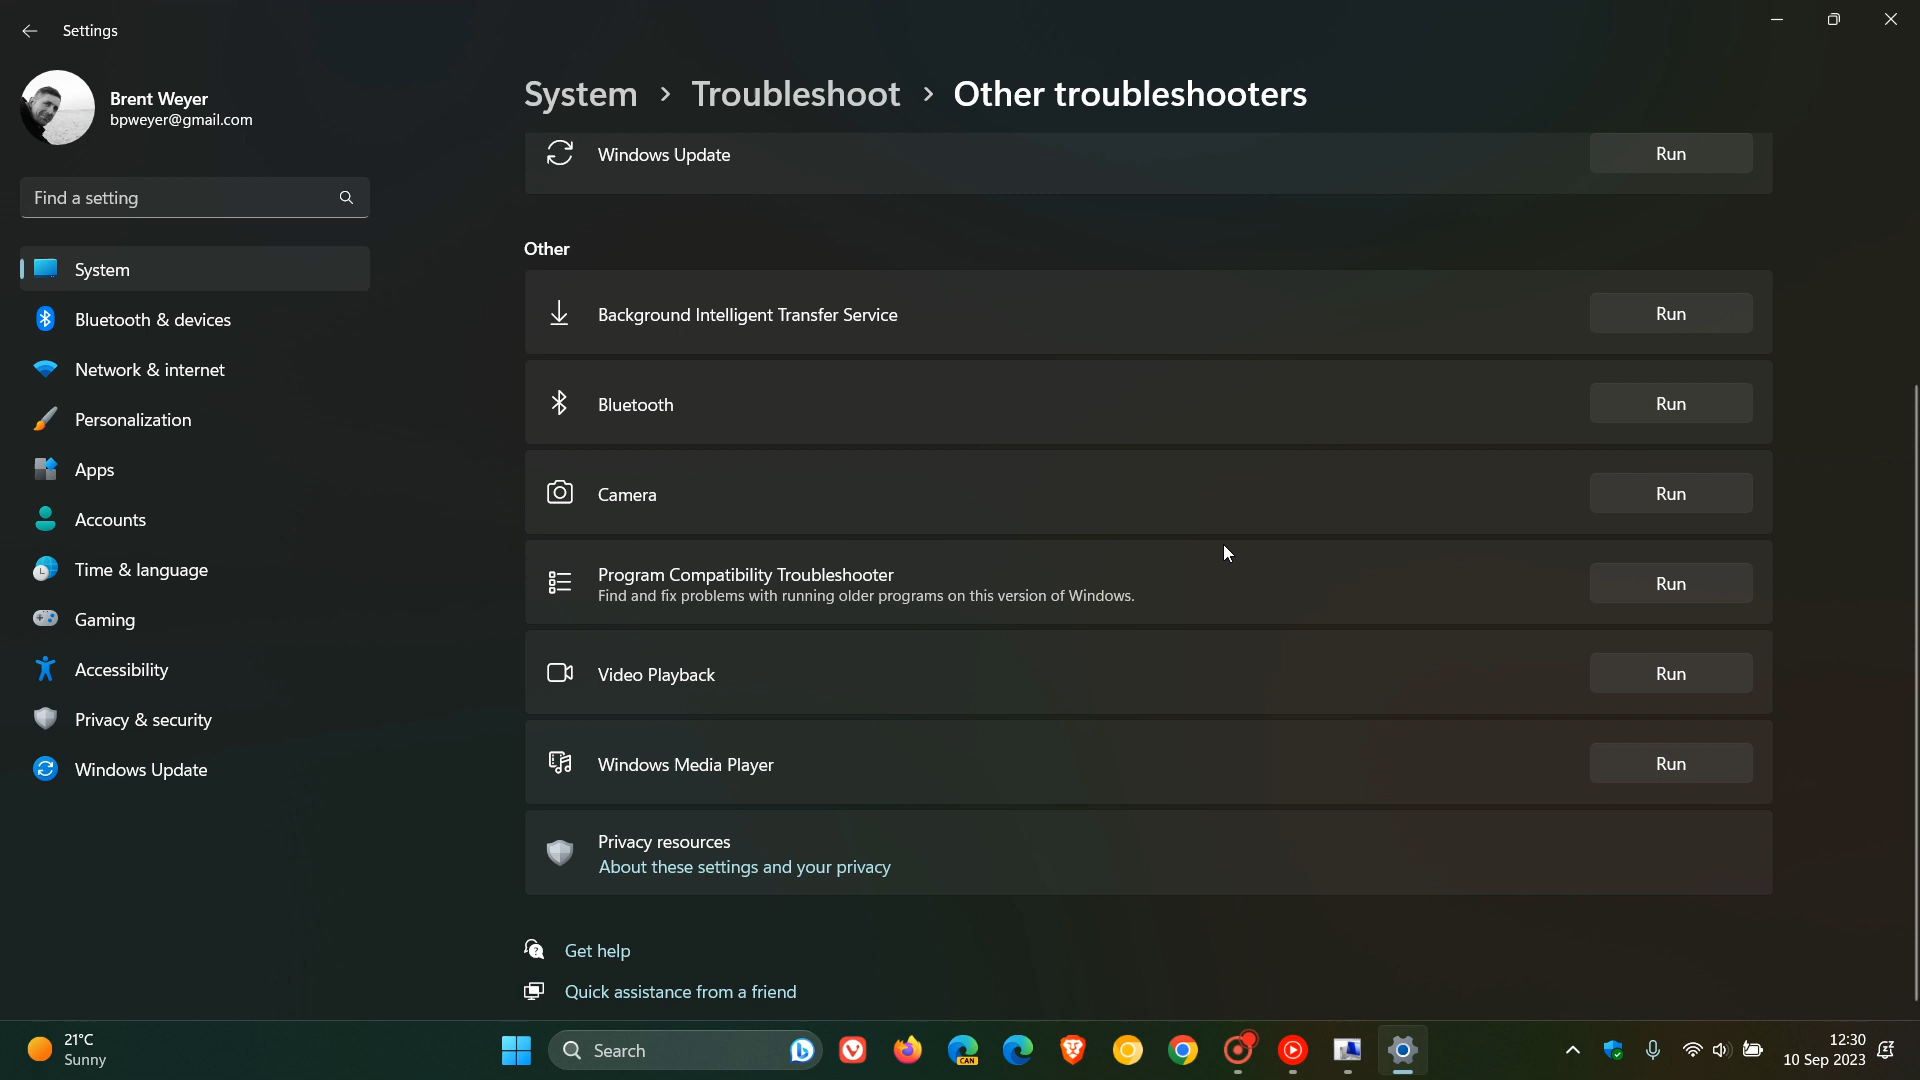 Settings
Brent Weyer
bpweyer@gmail.com
Find a setting
System
Bluetooth & devices
Network & internet
Personalization
Apps
Accounts
Time & language
Gaming
Accessibility
Privacy & security
Windows Update
System > Troubleshoot > Other troubleshooters
Windows Update Run
Other
Background Intelligent Transfer Service Run
Bluetooth Run
Camera Run
Program Compatibility Troubleshooter
Find and fix problems with running older programs on this version of Windows.
Run
Video Playback Run
Windows Media Player Run
Privacy resources
About these settings and your privacy
Get help
Quick assistance from a friend
21°C
Sunny
Search
CAN
12:30
10 Sep 2023